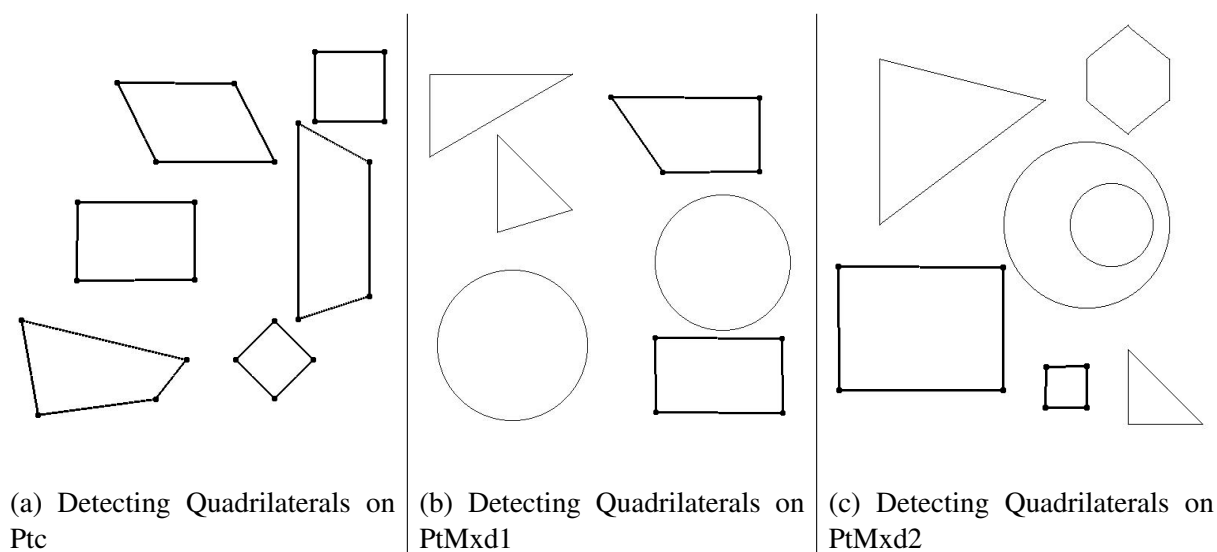 (a) Detecting Quadrilaterals on
Ptc
(b) Detecting Quadrilaterals on
PtMxd1
(c) Detecting Quadrilaterals on
PtMxd2